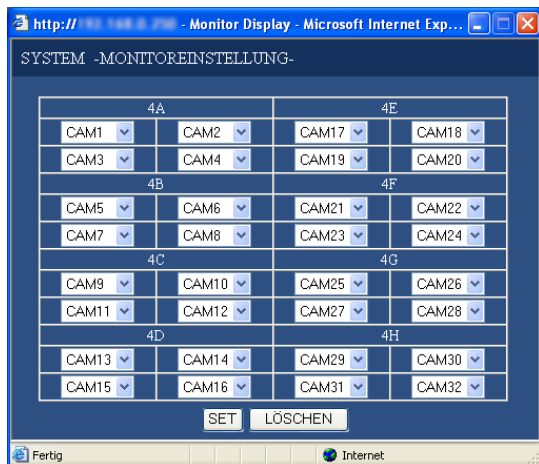 http:// - Monitor Display - Microsoft Internet Exp...
SYSTEM -MONITOREINSTELLUNG-
4A 4E
CAM1 CAM2 CAM17 CAM18
CAM3 CAM4 CAM19 CAM20
4B 4F
CAM5 CAM6 CAM21 CAM22
CAM7 CAM8 CAM23 CAM24
4C 4G
CAM9 CAM10 CAM25 CAM26
CAM11 CAM12 CAM27 CAM28
4D 4H
CAM13 CAM14 CAM29 CAM30
CAM15 CAM16 CAM31 CAM32
SET LÖSCHEN
Fertig Internet